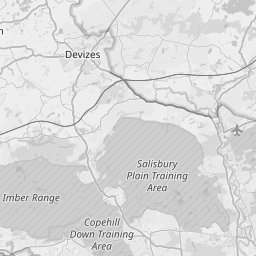 Devizes
Salisbury
Plain Training
Area
Imber Range
Copehill
Down Training
Area